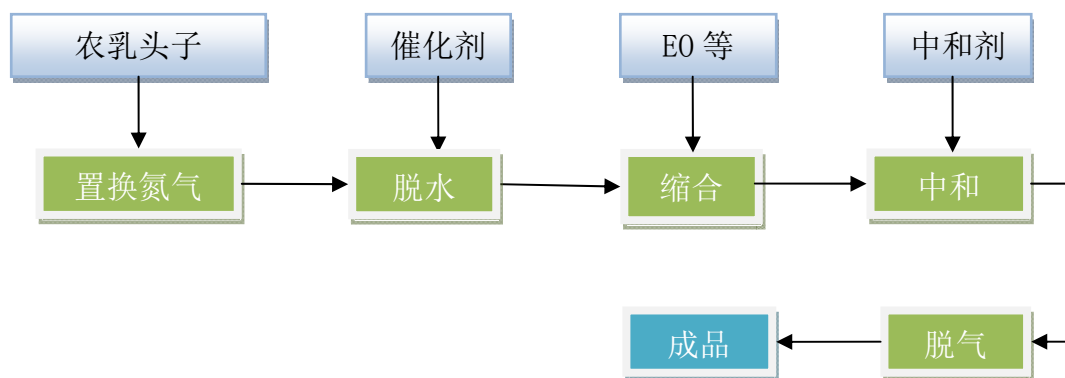 农乳头子
催化剂
EO 等
中和剂
置换氮气
脱水
缩合
中和
成品
脱气